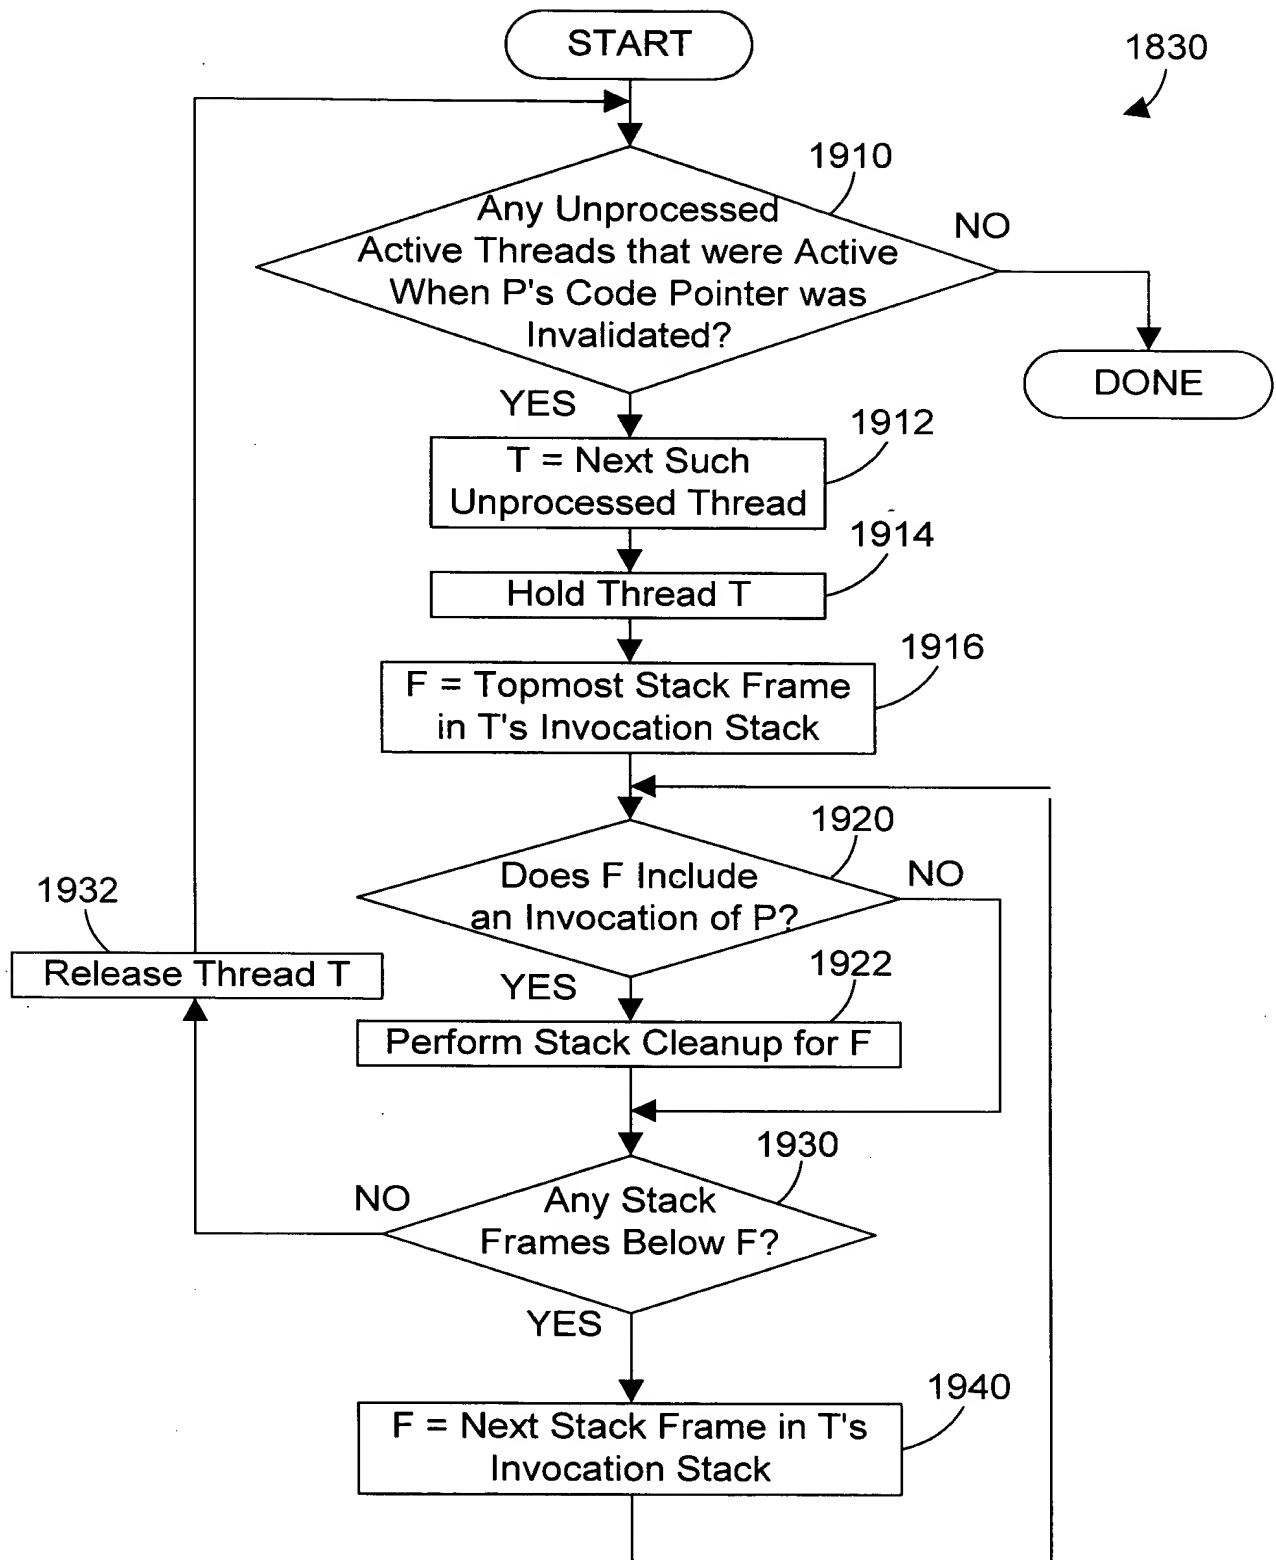 START
1830
1910
Any Unprocessed
Active Threads that were Active
When P's Code Pointer was
Invalidated?
NO
DONE
YES
1912
T = Next Such
Unprocessed Thread
1914
Hold Thread T
1916
F = Topmost Stack Frame
in T's Invocation Stack
1920
Does F Include
an Invocation of P?
NO
1932
Release Thread T
YES
1922
Perform Stack Cleanup for F
1930
NO
Any Stack
Frames Below F?
YES
1940
F = Next Stack Frame in T's
Invocation Stack